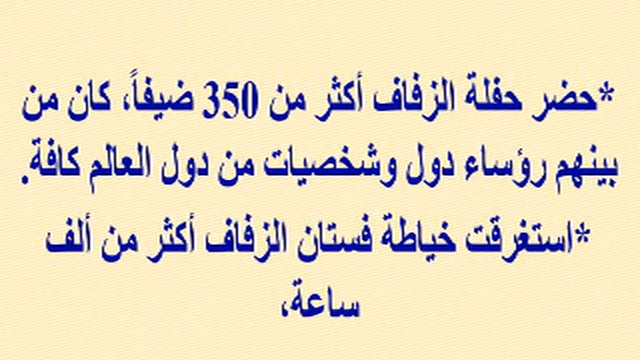 *حضر حفلة الزفاف أكثر من 350 ضيفاً، كان من
بينهم رؤساء دول وشخصيات من دول العالم كافة.
*استغرقت خياطة فستان الزفاف أكثر من ألف
ساعة،